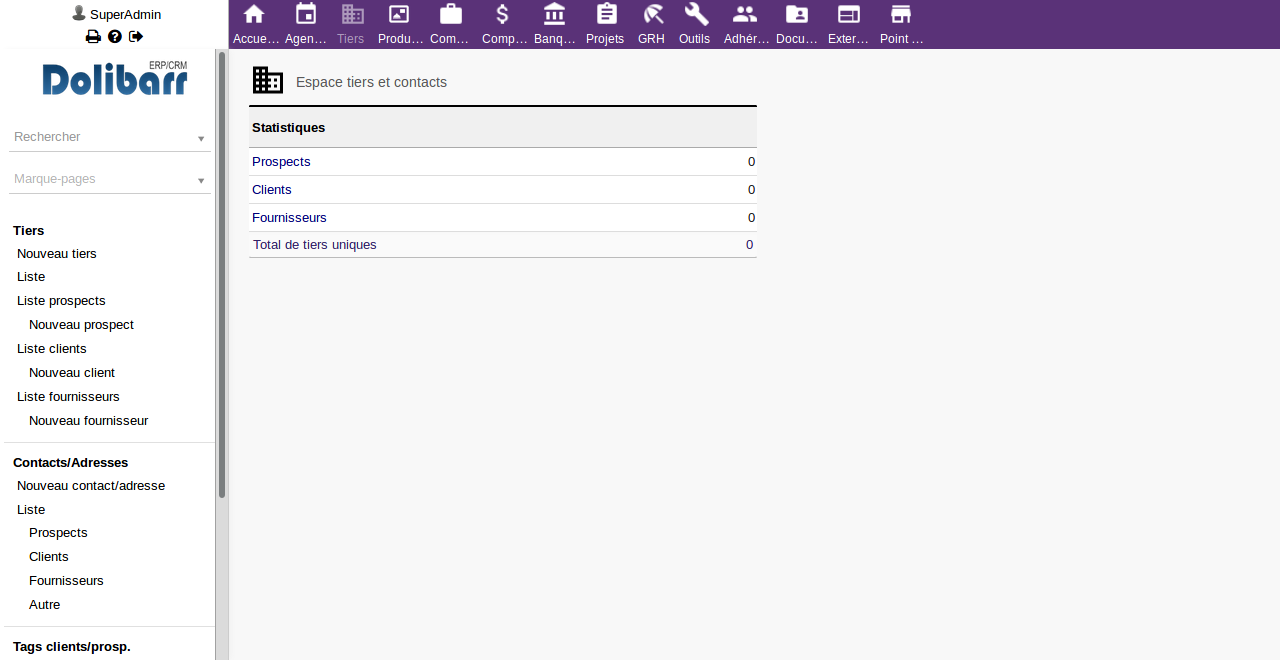 SuperAdmin
Accue… Agen… Tiers Produ… Com… Comp… Banq… Projets GRH Outils Adhér… Docu… Exter… Point …
ERP/CRM
Dolibarr
Rechercher
Marque-pages
Tiers
Nouveau tiers
Liste
Liste prospects
Nouveau prospect
Liste clients
Nouveau client
Liste fournisseurs
Nouveau fournisseur
Contacts/Adresses
Nouveau contact/adresse
Liste
Prospects
Clients
Fournisseurs
Autre
Tags clients/prosp.
Espace tiers et contacts
Statistiques
Prospects 0
Clients 0
Fournisseurs 0
Total de tiers uniques 0